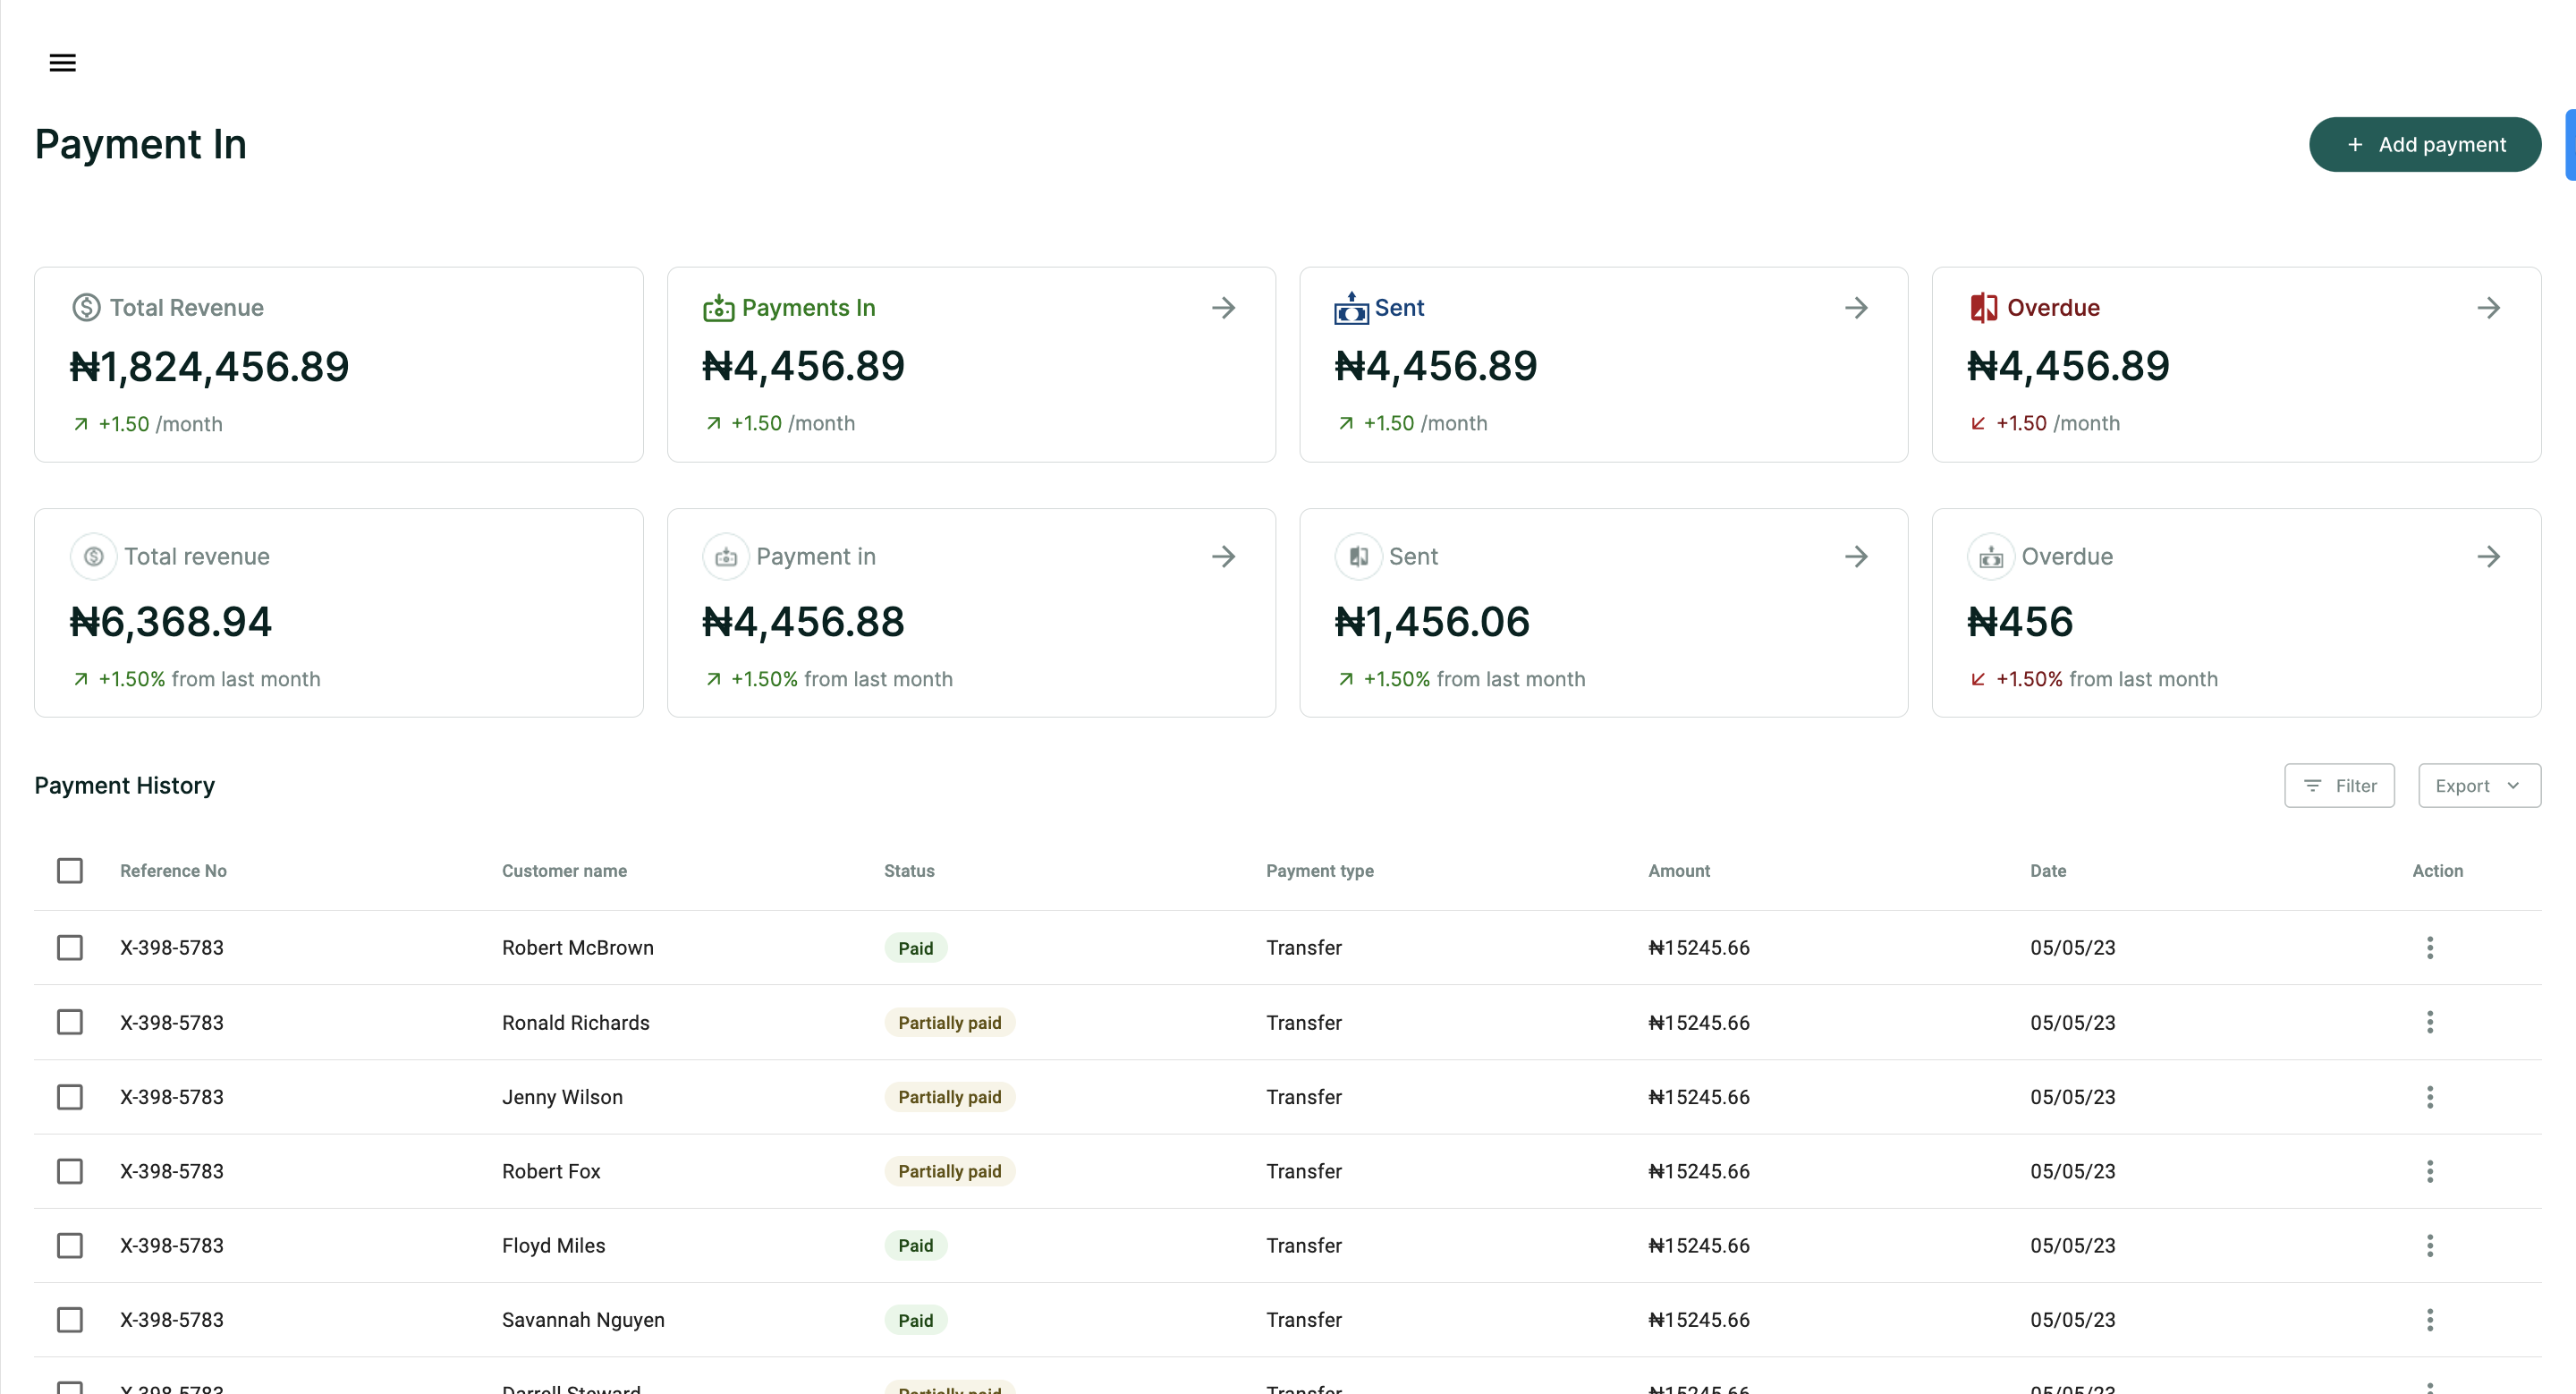 Payment In
+ Add payment
Total Revenue
₦1,824,456.89
+1.50 /month
Payments In
₦4,456.89
+1.50 /month
Sent
₦4,456.89
+1.50 /month
Overdue
₦4,456.89
+1.50 /month
Total revenue
₦6,368.94
+1.50% from last month
Payment in
₦4,456.88
+1.50% from last month
Sent
₦1,456.06
+1.50% from last month
Overdue
₦456
+1.50% from last month
Payment History
Filter
Export
Reference No Customer name Status Payment type Amount Date Action
X-398-5783 Robert McBrown Paid Transfer ₦15245.66 05/05/23
X-398-5783 Ronald Richards Partially paid Transfer ₦15245.66 05/05/23
X-398-5783 Jenny Wilson Partially paid Transfer ₦15245.66 05/05/23
X-398-5783 Robert Fox Partially paid Transfer ₦15245.66 05/05/23
X-398-5783 Floyd Miles Paid Transfer ₦15245.66 05/05/23
X-398-5783 Savannah Nguyen Paid Transfer ₦15245.66 05/05/23
X-398-5783 Darrell Steward Partially paid Transfer ₦15245.66 05/05/23